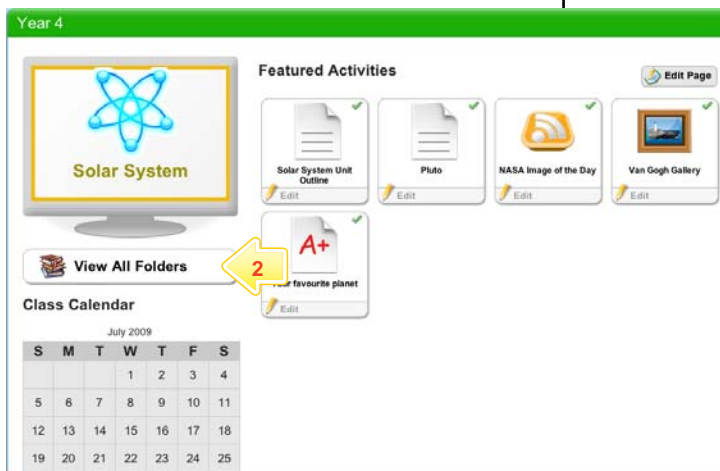 Year 4
Solar System
View All Folders
Class Calendar
July 2009
S M T W T F S
1 2 3 4
5 6 7 8 9 10 11
12 13 14 15 16 17 18
19 20 21 22 23 24 25
Featured Activities
Edit Page
Solar System Unit
Outline
Edit
Pluto
Edit
NASA Image of the Day
Edit
Van Gogh Gallery
Edit
A+
favourite planet
Edit
2